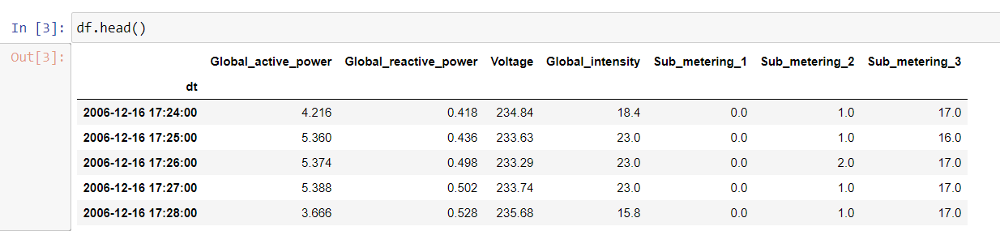 In [3]: df.head()
Out[3]:
Global_active_power Global_reactive_power Voltage Global_intensity Sub_metering_1 Sub_metering_2 Sub_metering_3
dt
2006-12-16 17:24:00 4.216 0.418 234.84 18.4 0.0 1.0 17.0
2006-12-16 17:25:00 5.360 0.436 233.63 23.0 0.0 1.0 16.0
2006-12-16 17:26:00 5.374 0.498 233.29 23.0 0.0 2.0 17.0
2006-12-16 17:27:00 5.388 0.502 233.74 23.0 0.0 1.0 17.0
2006-12-16 17:28:00 3.666 0.528 235.68 15.8 0.0 1.0 17.0